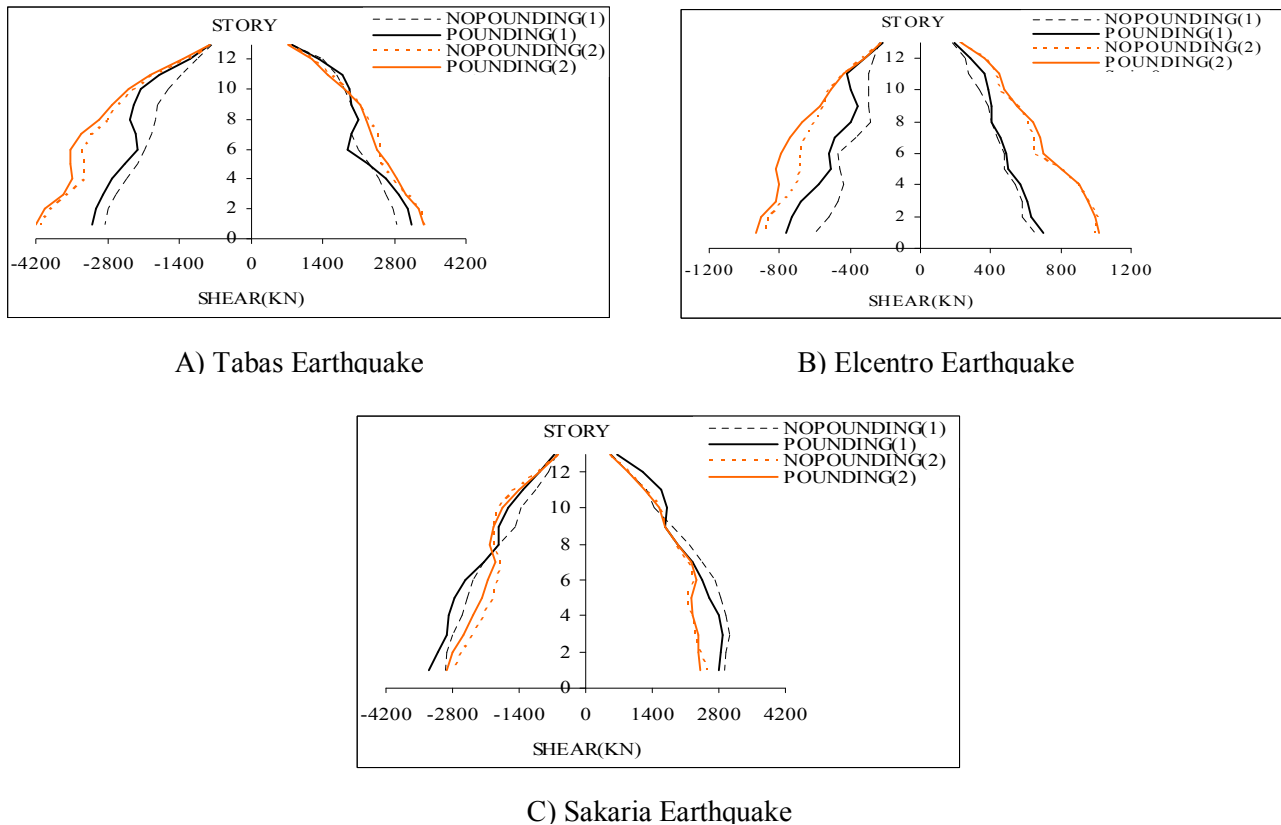 STORY
NOPOUNDING(1)
POUNDING(1)
NOPOUNDING(2)
POUNDING(2)
12
10
8
6
4
2
0
-4200 -2800 -1400 0 1400 2800 4200
SHEAR(KN)
A) Tabas Earthquake
STORY
NOPOUNDING(1)
POUNDING(1)
NOPOUNDING(2)
POUNDING(2)
12
10
8
6
4
2
0
-1200 -800 -400 0 400 800 1200
SHEAR(KN)
B) Elcentro Earthquake
STORY
NOPOUNDING(1)
POUNDING(1)
NOPOUNDING(2)
POUNDING(2)
12
10
8
6
4
2
0
-4200 -2800 -1400 0 1400 2800 4200
SHEAR(KN)
C) Sakaria Earthquake